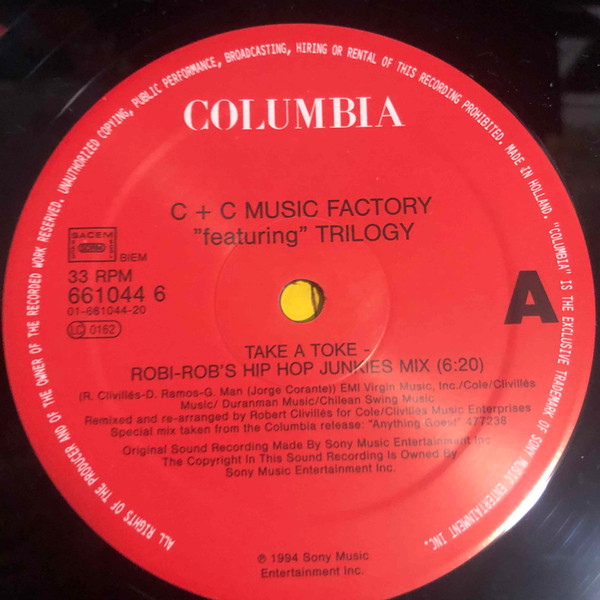 ALL RIGHTS OF THE PRODUCER AND OF THE OWNER OF THE RECORDED WORK RESERVED. UNAUTHORIZED COPYING, PUBLIC PERFORMANCE, BROADCASTING, HIRING OR RENTAL OF THIS RECORDING PROHIBITED. MADE IN HOLLAND. "COLUMBIA" IS THE EXCLUSIVE TRADEMARK OF SONY MUSIC ENTERTAINMENT INC.
COLUMBIA
C + C MUSIC FACTORY
"featuring" TRILOGY
SACEM
BIEM
33 RPM
661044 6
01-661044-20
LC 0162
A
TAKE A TOKE -
ROBI-ROB'S HIP HOP JUNKIES MIX (6:20)
(R. Clivillés-D. Ramos-G. Man (Jorge Corante)) EMI Virgin Music, Inc./Cole/Clivillés
Music/ Duranman Music/Chilean Swing Music
Remixed and re-arranged by Robert Clivillés for Cole/Clivilles Music Enterprises
Special mix taken from the Columbia release: "Anything Goes!" 477238
Original Sound Recording Made By Sony Music Entertainment Inc
The Copyright In This Sound Recording Is Owned By
Sony Music Entertainment Inc.
℗ 1994 Sony Music
Entertainment Inc.